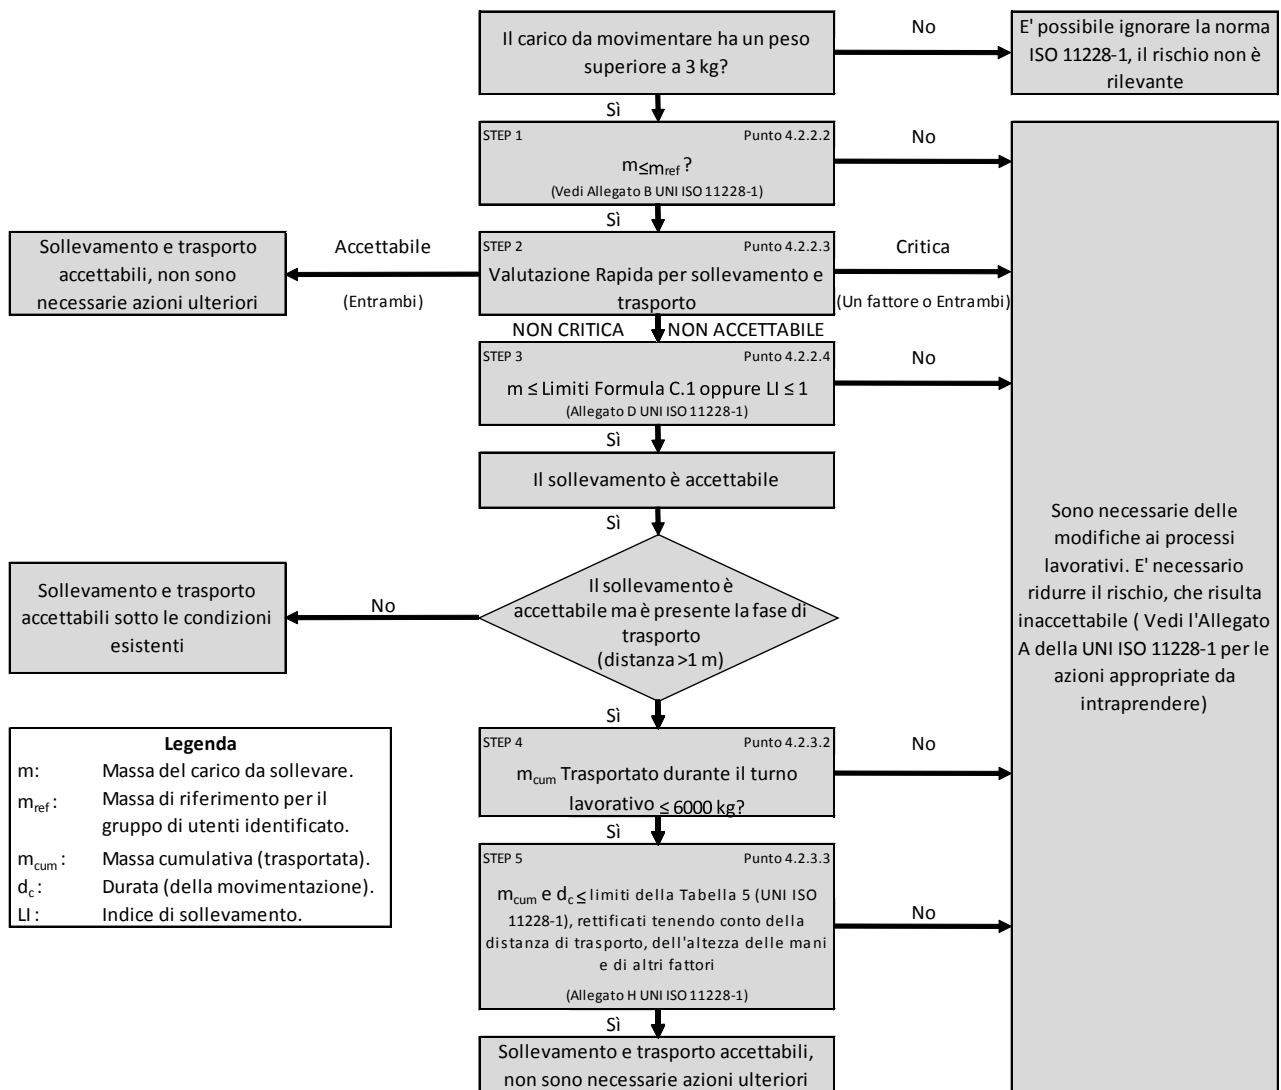 Il carico da movimentare ha un peso
superiore a 3 kg?
No
E' possibile ignorare la norma
ISO 11228-1, il rischio non è
rilevante
Sì
STEP 1 Punto 4.2.2.2
m≤mref ?
(Vedi Allegato B UNI ISO 11228-1)
No
Sì
Sollevamento e trasporto
accettabili, non sono
necessarie azioni ulteriori
Accettabile
(Entrambi)
STEP 2 Punto 4.2.2.3
Valutazione Rapida per sollevamento e
trasporto
Critica
(Un fattore o Entrambi)
NON CRITICA NON ACCETTABILE
STEP 3 Punto 4.2.2.4
m ≤ Limiti Formula C.1 oppure LI ≤ 1
(Allegato D UNI ISO 11228-1)
No
Sì
Il sollevamento è accettabile
Sì
Il sollevamento è
accettabile ma è presente la fase di
trasporto
(distanza >1 m)
No
Sollevamento e trasporto
accettabili sotto le condizioni
esistenti
Sono necessarie delle
modifiche ai processi
lavorativi. E' necessario
ridurre il rischio, che risulta
inaccettabile ( Vedi l'Allegato
A della UNI ISO 11228-1 per le
azioni appropriate da
intraprendere)
Sì
STEP 4 Punto 4.2.3.2
mcum Trasportato durante il turno
lavorativo ≤ 6000 kg?
No
Sì
STEP 5 Punto 4.2.3.3
mcum e dc ≤ limiti della Tabella 5 (UNI ISO
11228-1), rettificati tenendo conto della
distanza di trasporto, dell'altezza delle mani
e di altri fattori
(Allegato H UNI ISO 11228-1)
No
Sì
Sollevamento e trasporto accettabili,
non sono necessarie azioni ulteriori
Legenda
m: Massa del carico da sollevare.
mref : Massa di riferimento per il
gruppo di utenti identificato.
mcum : Massa cumulativa (trasportata).
dc : Durata (della movimentazione).
LI : Indice di sollevamento.